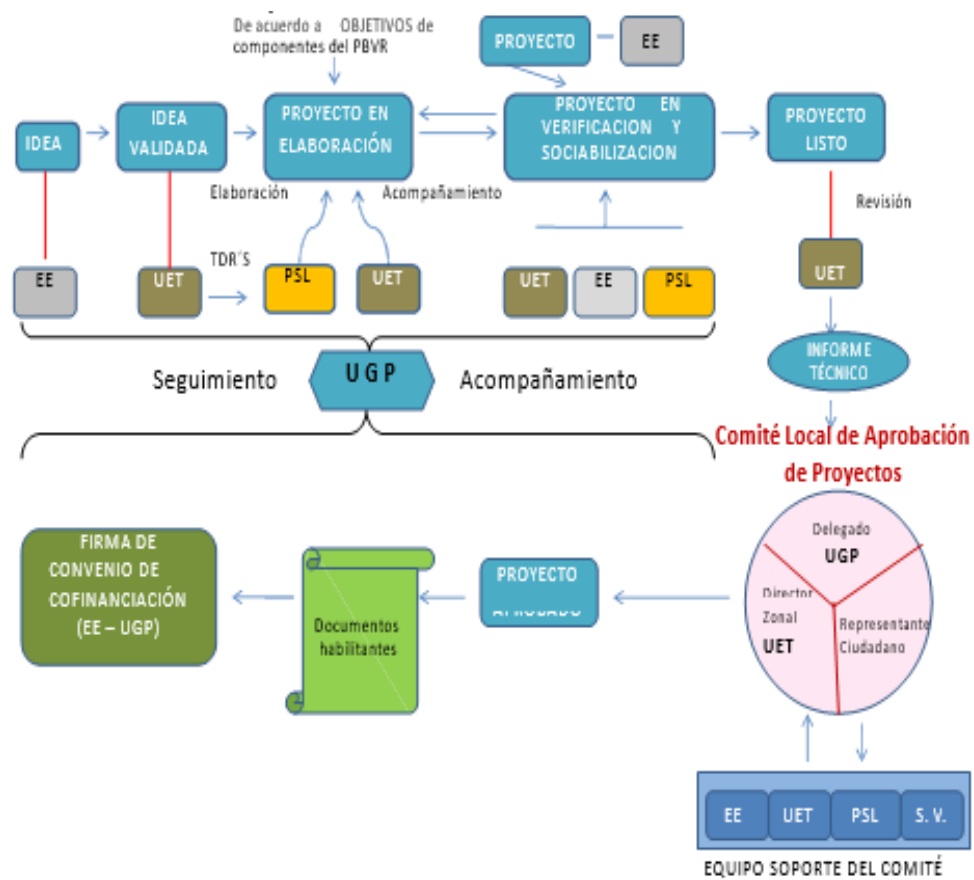 De acuerdo a OBJETIVOS de
componentes del PBVR
PROYECTO
EE
IDEA
IDEA
VALIDADA
PROYECTO EN
ELABORACIÓN
PROYECTO EN
VERIFICACION Y
SOCIABILIZACION
PROYECTO
LISTO
Elaboración
Acompañamiento
Revisión
TDR´S
EE
UET
PSL
UET
UET
EE
PSL
UET
Seguimiento
UGP
Acompañamiento
INFORME
TÉCNICO
Comité Local de Aprobación
de Proyectos
Delegado
UGP
Director
Zonal
UET
Representante
Ciudadano
FIRMA DE
CONVENIO DE
COFINANCIACIÓN
(EE – UGP)
Documentos
habilitantes
PROYECTO
APROBADO
EE
UET
PSL
S. V.
EQUIPO SOPORTE DEL COMITÉ